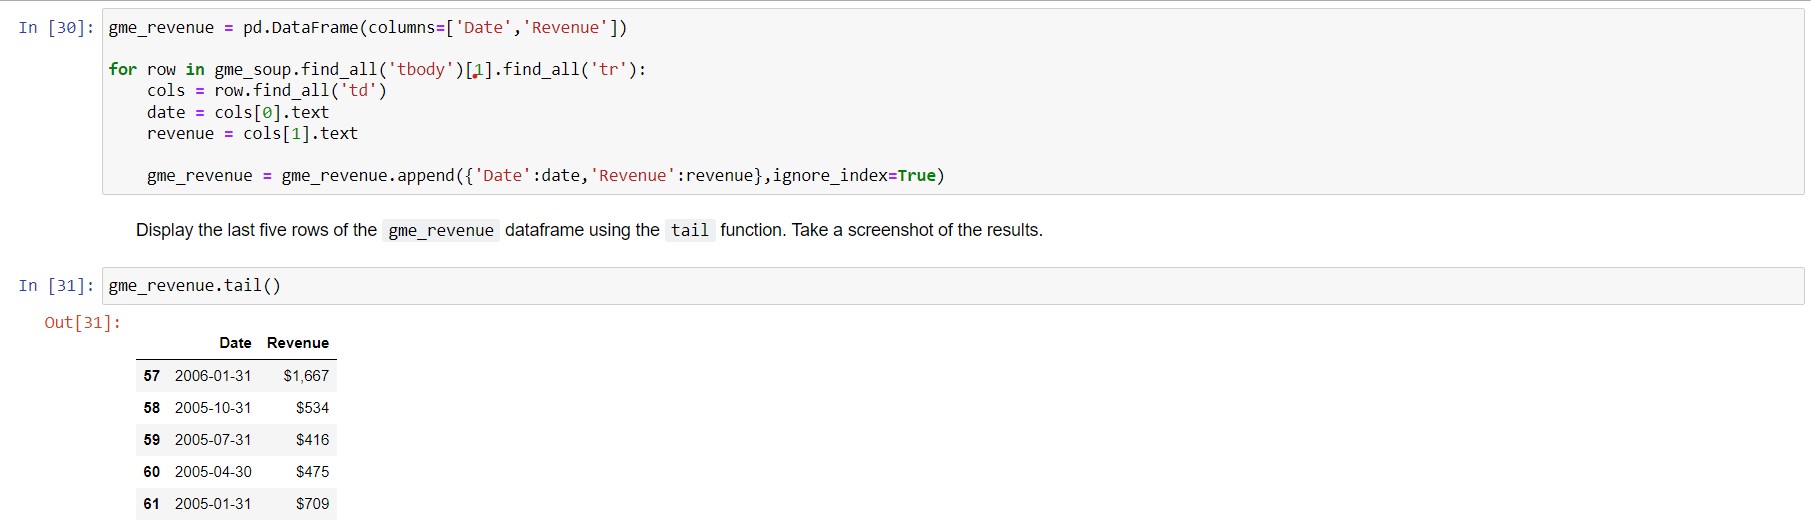 In [30]: gme_revenue = pd.DataFrame(columns=['Date','Revenue'])
for row in gme_soup.find_all('tbody')[1].find_all('tr'):
    cols = row.find_all('td')
    date = cols[0].text
    revenue = cols[1].text
    gme_revenue = gme_revenue.append({'Date':date,'Revenue':revenue},ignore_index=True)
Display the last five rows of the gme_revenue dataframe using the tail function. Take a screenshot of the results.
In [31]: gme_revenue.tail()
Out[31]:
Date Revenue
57 2006-01-31 $1,667
58 2005-10-31 $534
59 2005-07-31 $416
60 2005-04-30 $475
61 2005-01-31 $709